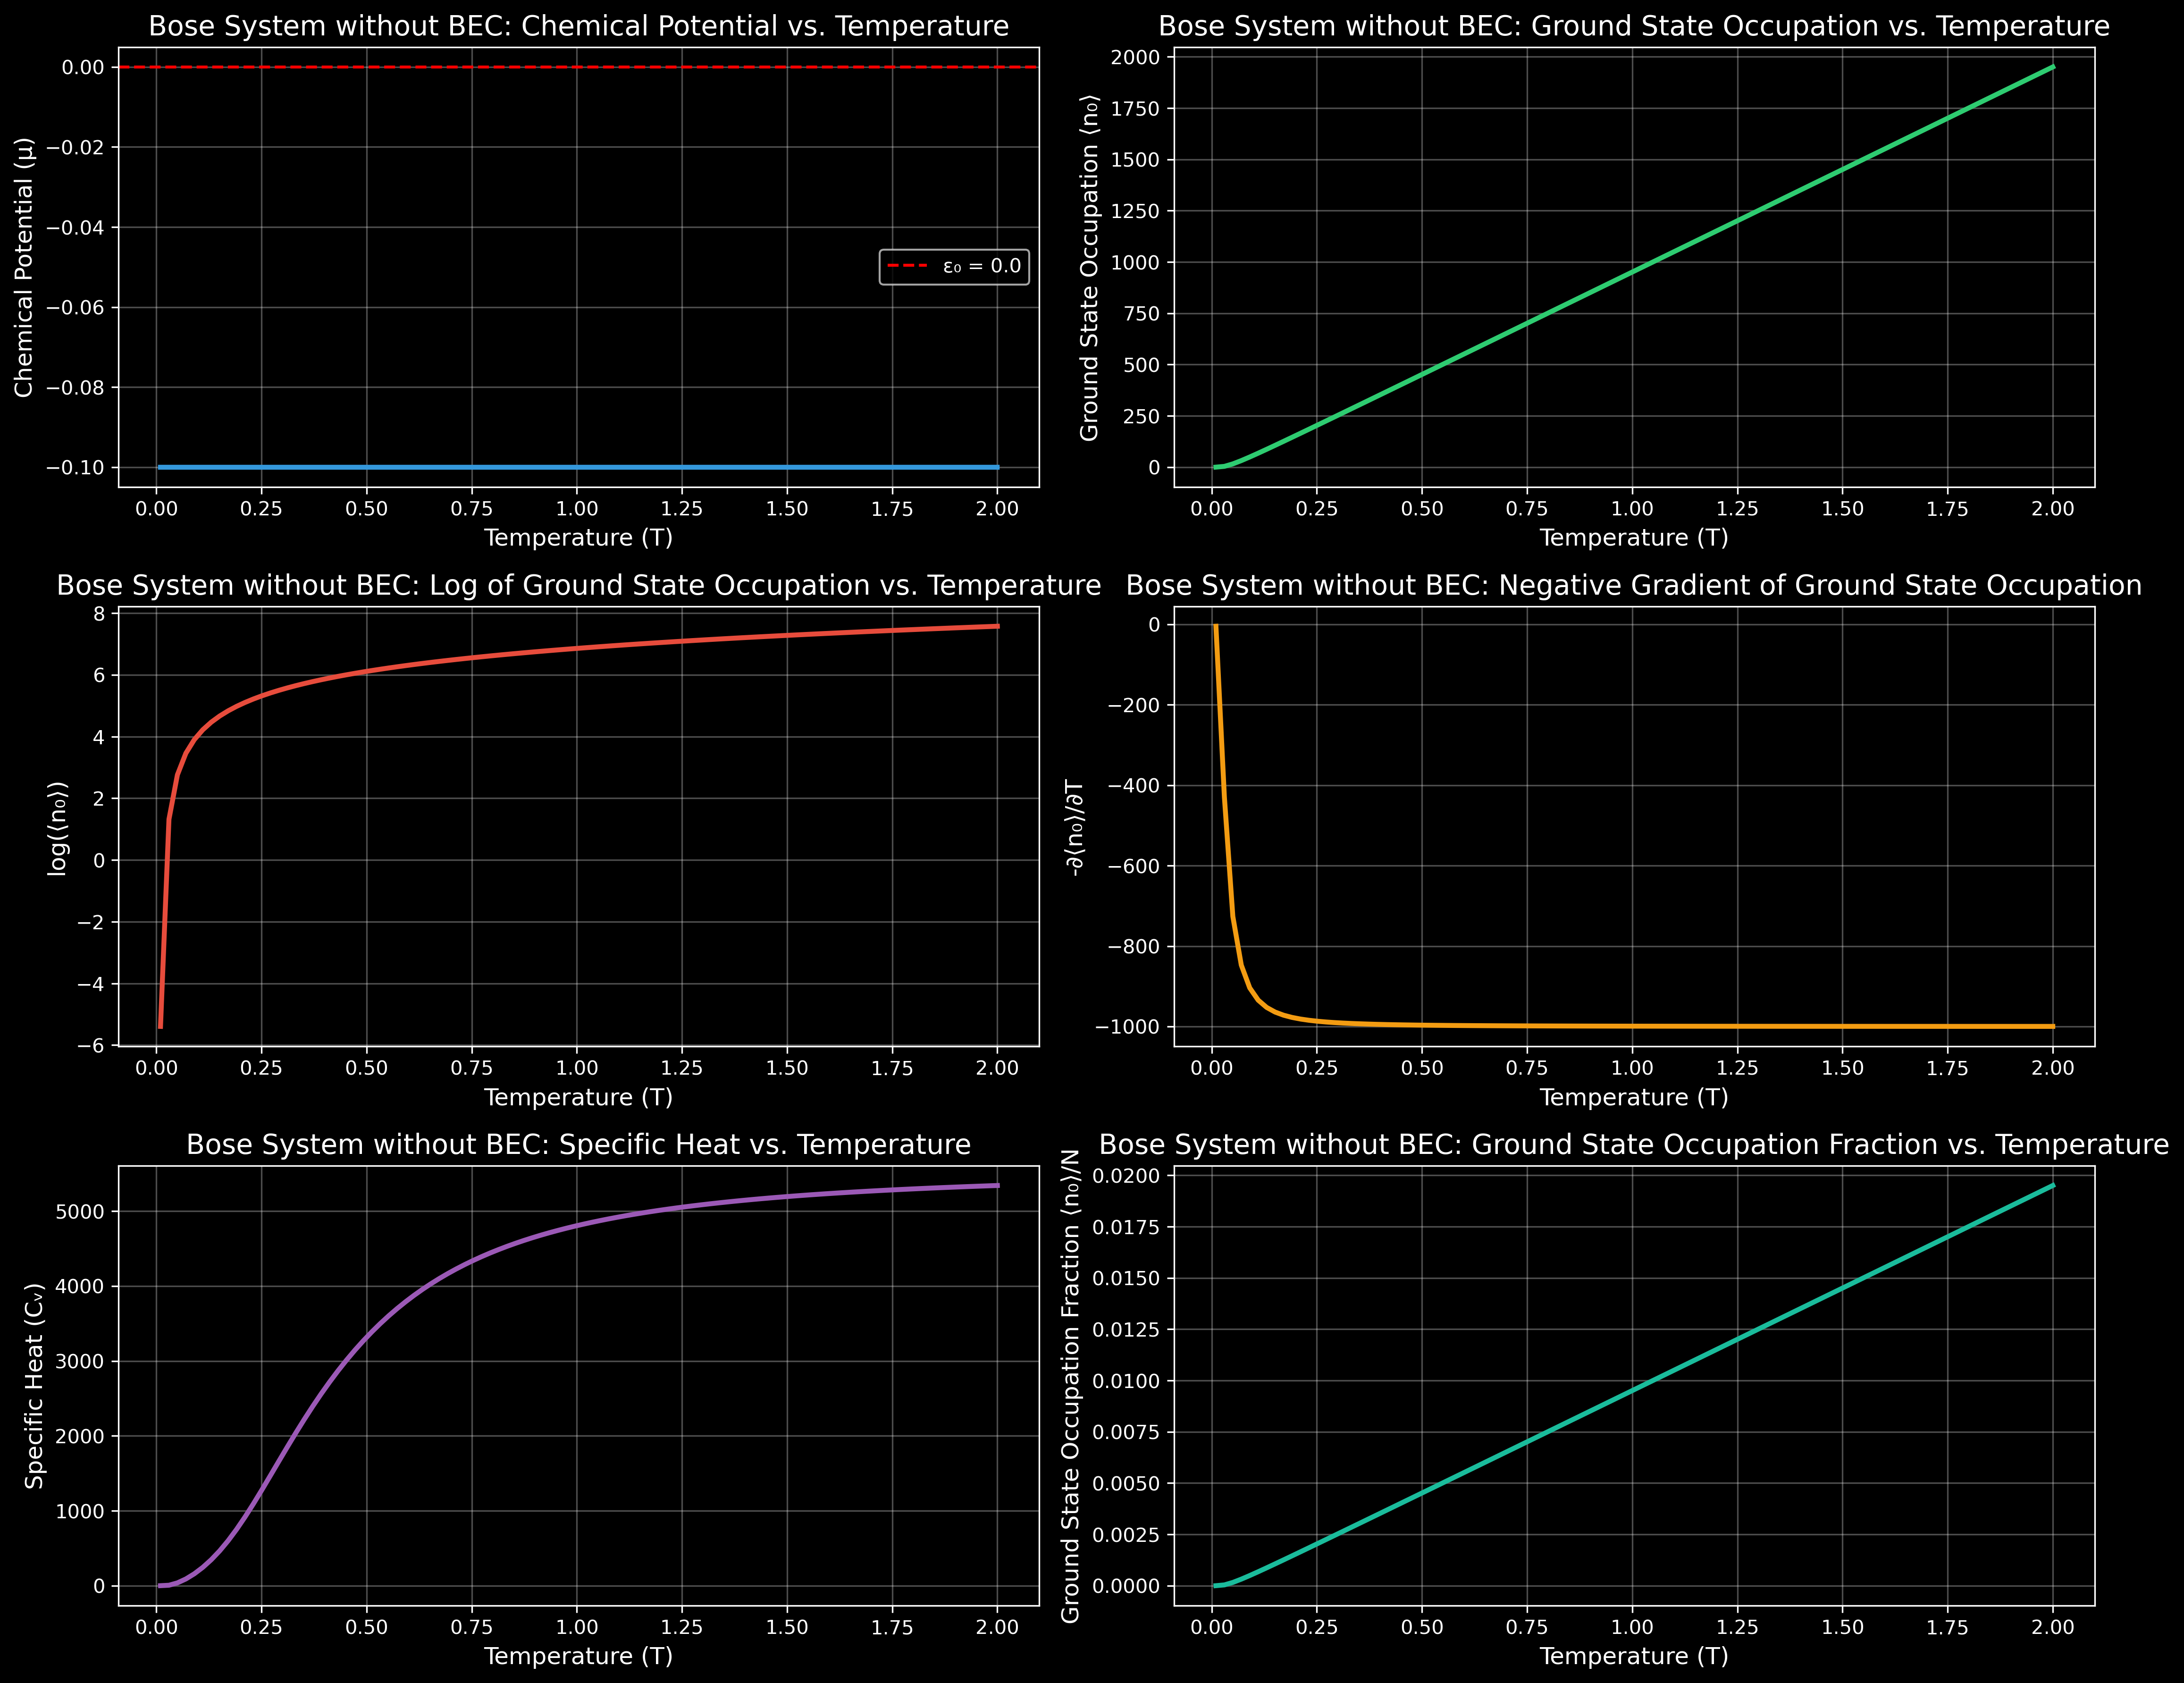 Bose System without BEC: Chemical Potential vs. Temperature
Chemical Potential (μ)
0.00
−0.02
−0.04
−0.06
−0.08
−0.10
ε₀ = 0.0
0.00 0.25 0.50 0.75 1.00 1.25 1.50 1.75 2.00
Temperature (T)
Bose System without BEC: Ground State Occupation vs. Temperature
Ground State Occupation ⟨n₀⟩
2000
1750
1500
1250
1000
750
500
250
0
0.00 0.25 0.50 0.75 1.00 1.25 1.50 1.75 2.00
Temperature (T)
Bose System without BEC: Log of Ground State Occupation vs. Temperature
log(⟨n₀⟩)
8
6
4
2
0
−2
−4
−6
0.00 0.25 0.50 0.75 1.00 1.25 1.50 1.75 2.00
Temperature (T)
Bose System without BEC: Negative Gradient of Ground State Occupation
-∂⟨n₀⟩/∂T
0
−200
−400
−600
−800
−1000
0.00 0.25 0.50 0.75 1.00 1.25 1.50 1.75 2.00
Temperature (T)
Bose System without BEC: Specific Heat vs. Temperature
Specific Heat (Cᵥ)
5000
4000
3000
2000
1000
0
0.00 0.25 0.50 0.75 1.00 1.25 1.50 1.75 2.00
Temperature (T)
Bose System without BEC: Ground State Occupation Fraction vs. Temperature
Ground State Occupation Fraction ⟨n₀⟩/N
0.0200
0.0175
0.0150
0.0125
0.0100
0.0075
0.0050
0.0025
0.0000
0.00 0.25 0.50 0.75 1.00 1.25 1.50 1.75 2.00
Temperature (T)